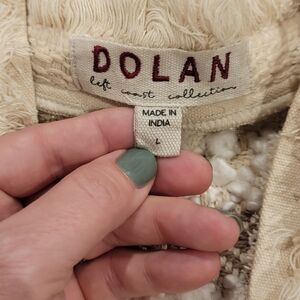 DOLAN
left coast collection
MADE IN
INDIA
L